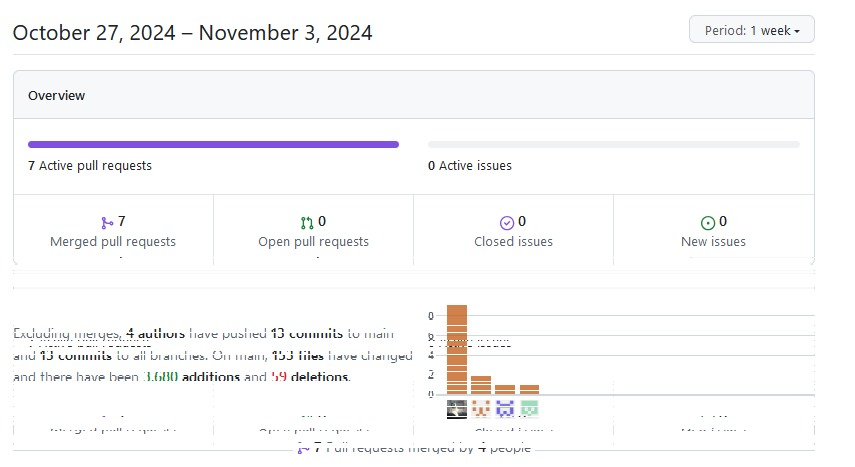 October 27, 2024 – November 3, 2024
Period: 1 week
Overview
7 Active pull requests
0 Active issues
7
Merged pull requests
0
Open pull requests
0
Closed issues
0
New issues
Excluding merges, 4 authors have pushed 13 commits to main
and 13 commits to all branches. On main, 153 files have changed
and there have been 3,680 additions and 59 deletions.
8
6
4
2
0
7 Pull requests merged by 4 people